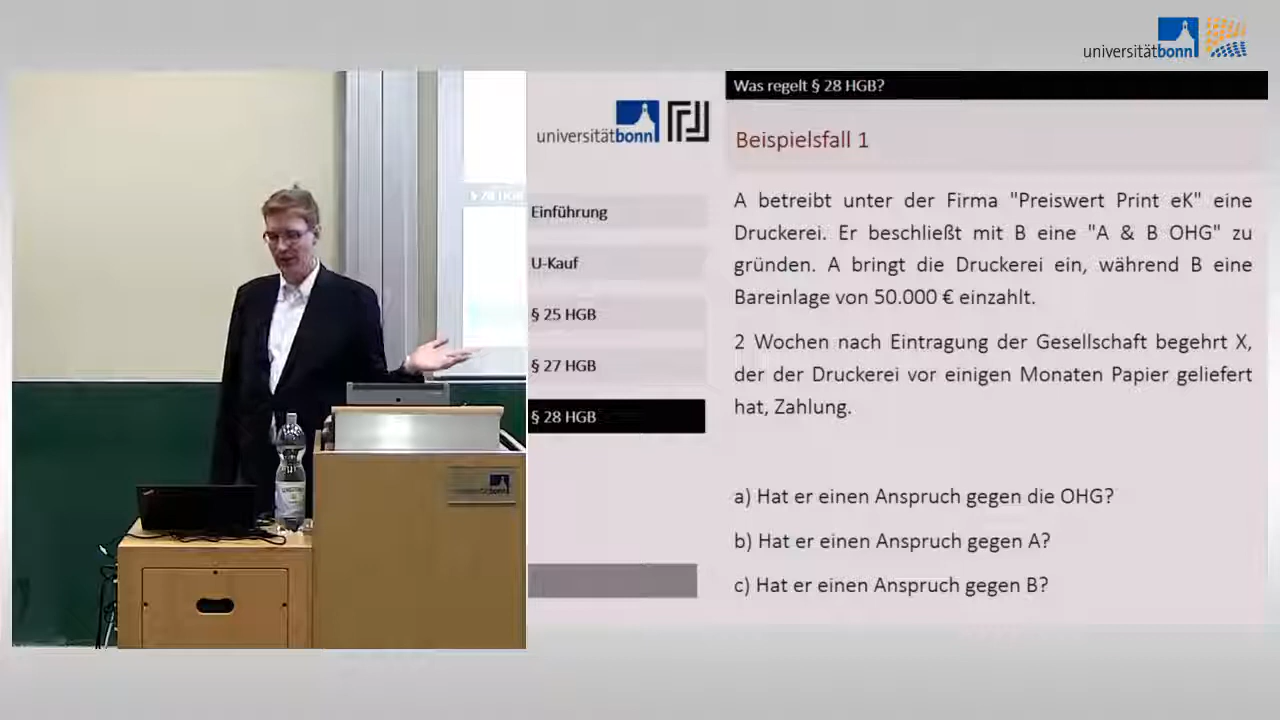 universitätbonn
Was regelt § 28 HGB?
universitätbonn
Beispielsfall 1
Einführung
U-Kauf
§ 25 HGB
§ 27 HGB
§ 28 HGB
A betreibt unter der Firma "Preiswert Print eK" eine
Druckerei. Er beschließt mit B eine "A & B OHG" zu
gründen. A bringt die Druckerei ein, während B eine
Bareinlage von 50.000 € einzahlt.
2 Wochen nach Eintragung der Gesellschaft begehrt X,
der der Druckerei vor einigen Monaten Papier geliefert
hat, Zahlung.
a) Hat er einen Anspruch gegen die OHG?
b) Hat er einen Anspruch gegen A?
c) Hat er einen Anspruch gegen B?
§ 28 HGB
universitätbonn